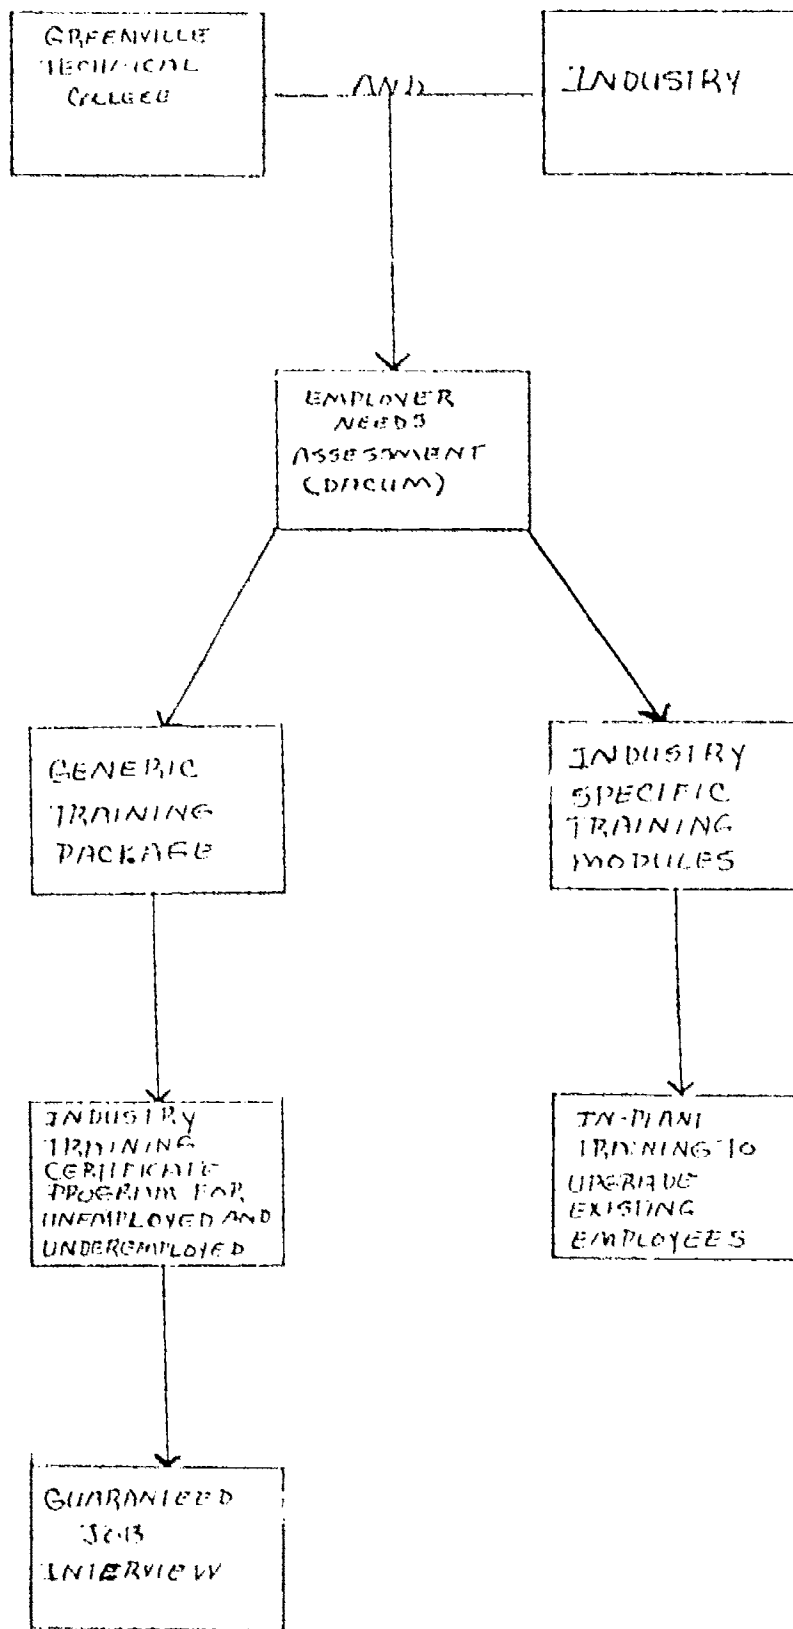 GREENVILLE
TECHNICAL
COLLEGE
AND
INDUSTRY
EMPLOYER
NEEDS
ASSESSMENT
(DACUM)
GENERIC
TRAINING
PACKAGE
INDUSTRY
SPECIFIC
TRAINING
MODULES
INDUSTRY
TRAINING
CERTIFICATE
PROGRAM FOR
UNEMPLOYED AND
UNDEREMPLOYED
IN-PLANT
TRAINING TO
UPGRADE
EXISTING
EMPLOYEES
GUARANTEED
JOB
INTERVIEW